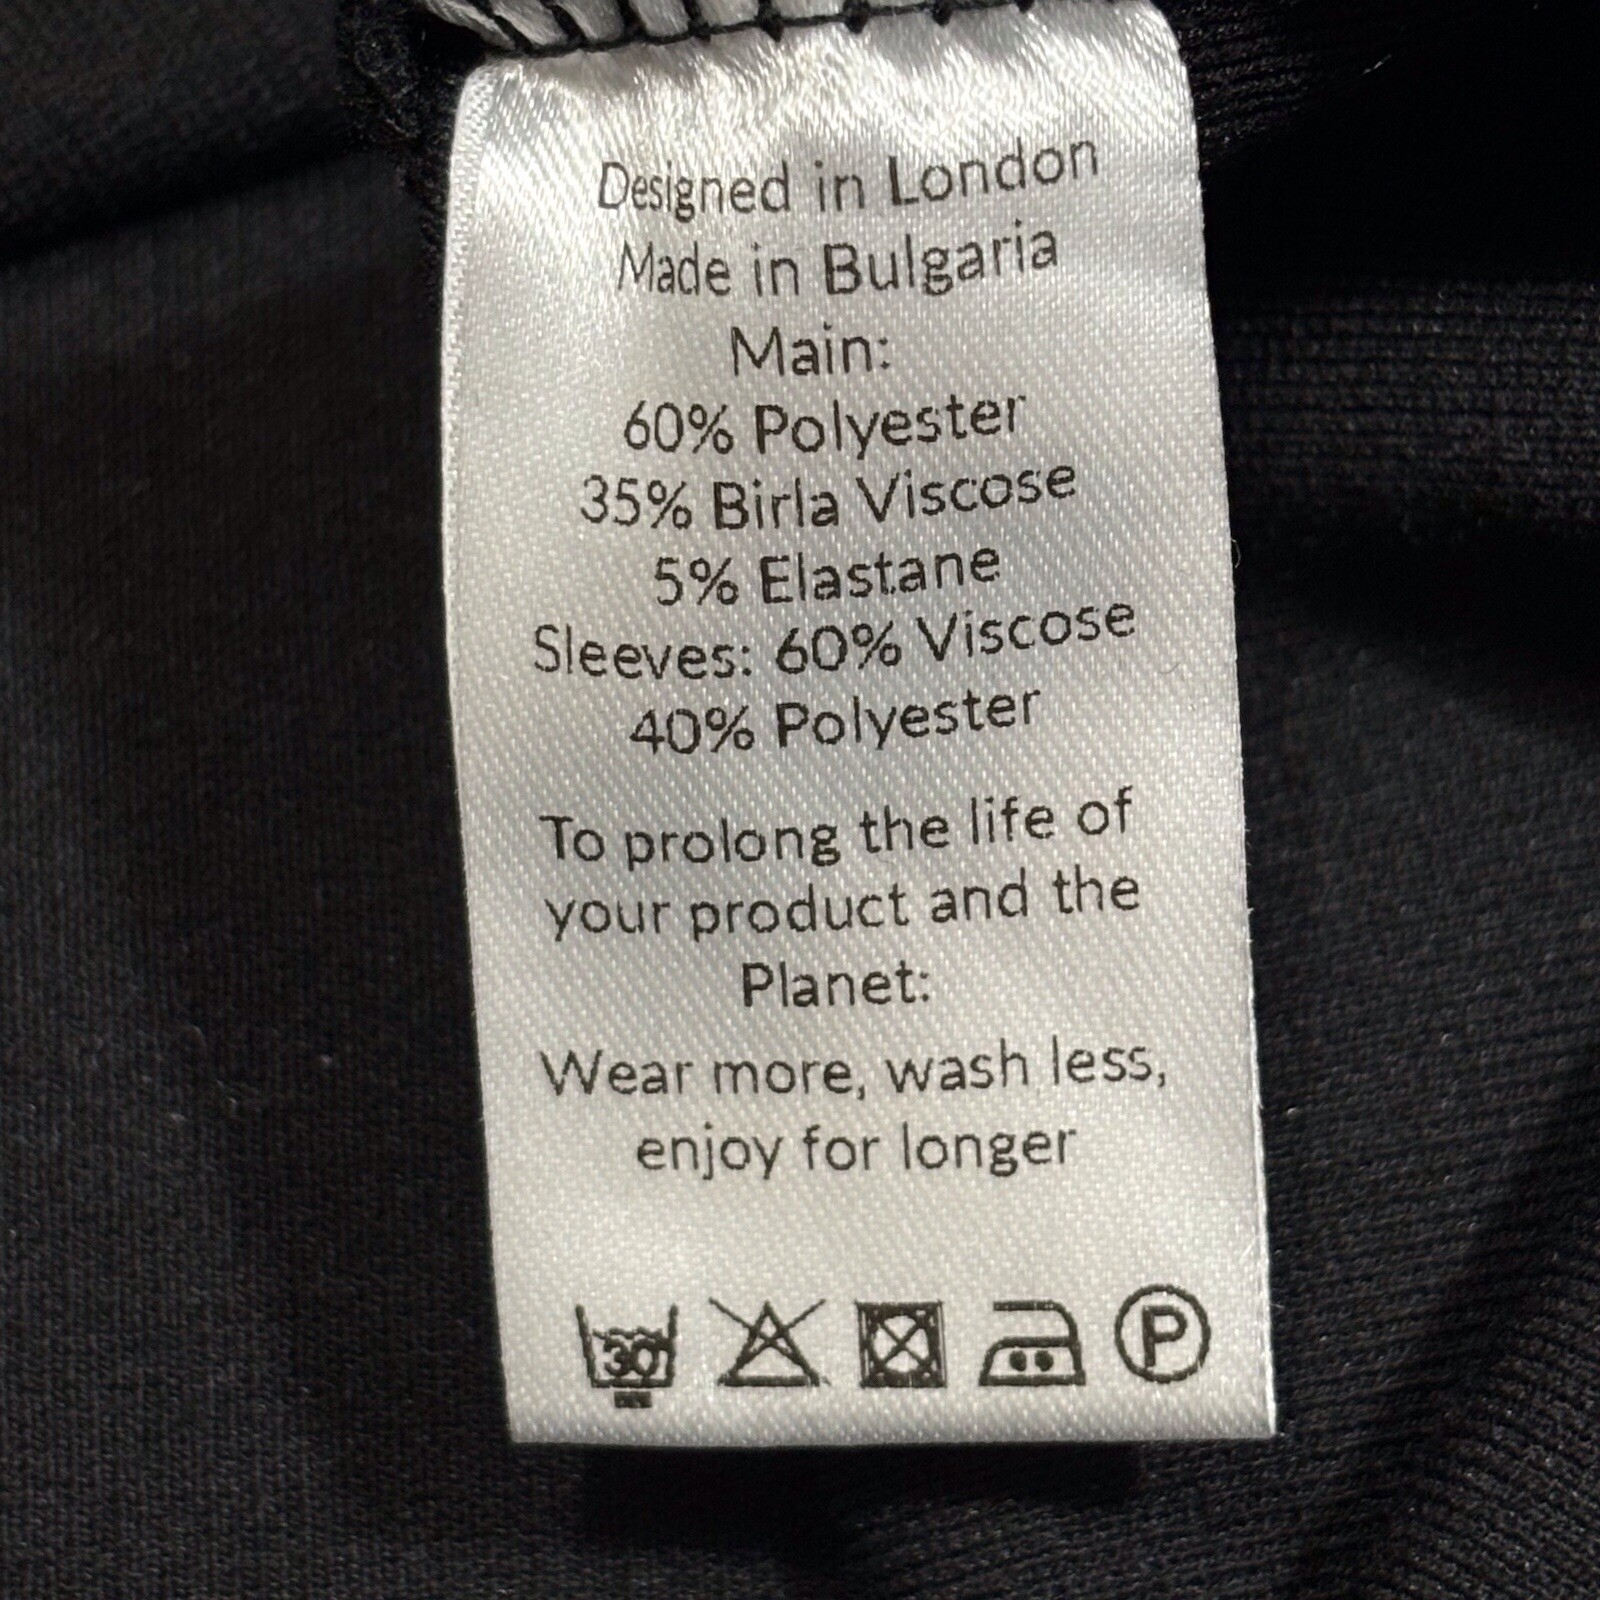 Designed in London
Made in Bulgaria
Main:
60% Polyester
35% Birla Viscose
5% Elastane
Sleeves: 60% Viscose
40% Polyester
To prolong the life of
your product and the
Planet:
Wear more, wash less,
enjoy for longer
30 P